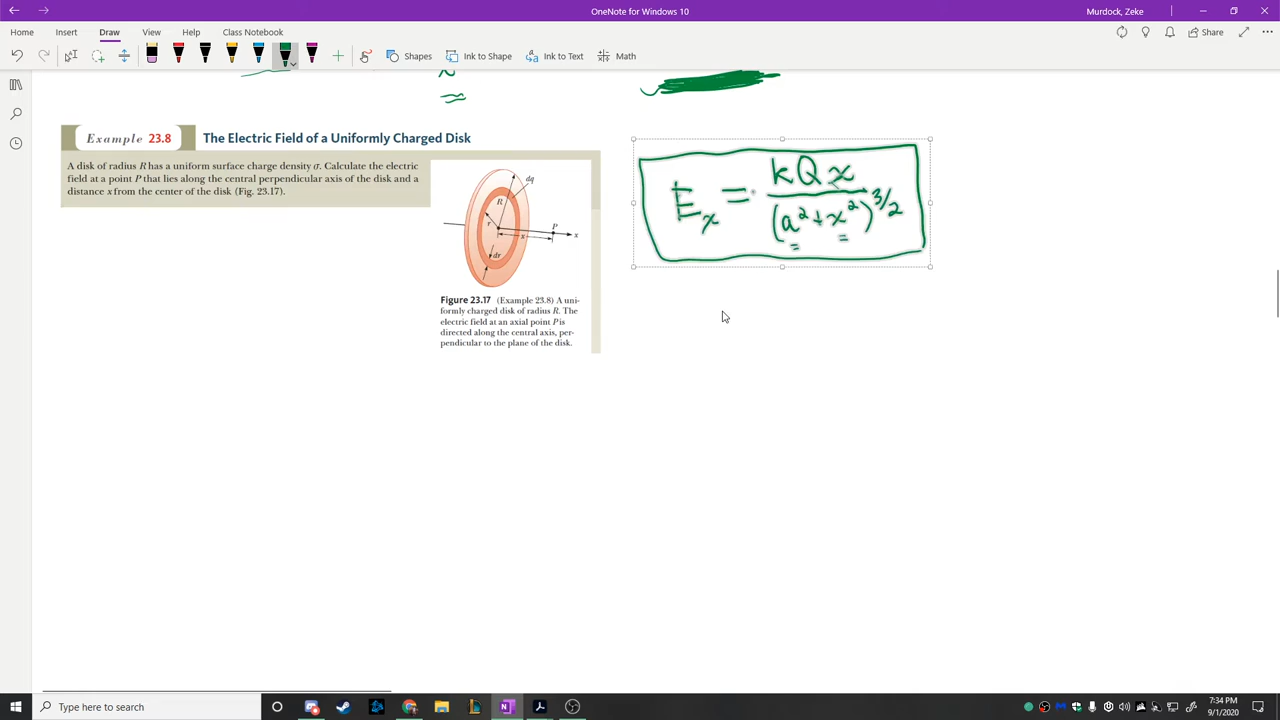 OneNote for Windows 10
Murdock, Zeke
Home Insert Draw View Help Class Notebook
Share
Shapes Ink to Shape Ink to Text Math
Example 23.8 The Electric Field of a Uniformly Charged Disk
A disk of radius R has a uniform surface charge density σ. Calculate the electric
field at a point P that lies along the central perpendicular axis of the disk and a
distance x from the center of the disk (Fig. 23.17).
dq
R
P
r
x
x
dr
Figure 23.17 (Example 23.8) A uni-
formly charged disk of radius R. The
electric field at an axial point P is
directed along the central axis, per-
pendicular to the plane of the disk.
Eₓ = kQx / (a² + x²)^3/2
Type here to search
7:34 PM
9/1/2020